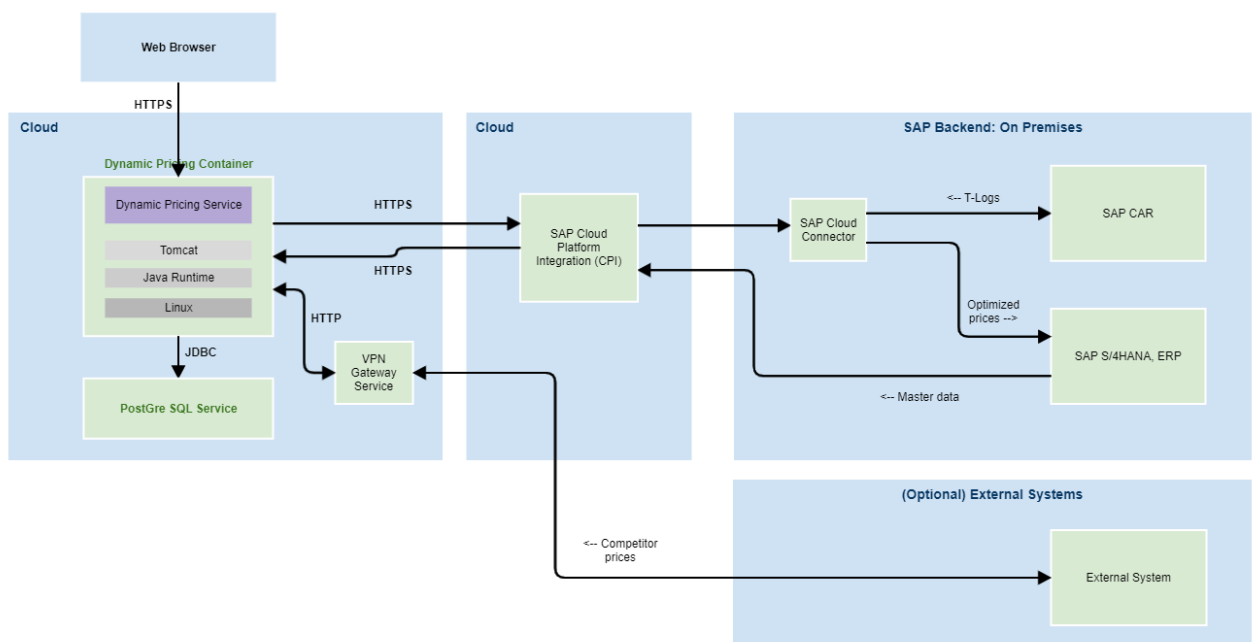 Web Browser
HTTPS
Cloud
Dynamic Pricing Container
Dynamic Pricing Service
Tomcat
Java Runtime
Linux
JDBC
PostGre SQL Service
HTTPS
HTTPS
HTTP
VPN
Gateway
Service
Cloud
SAP Cloud
Platform
Integration (CPI)
SAP Backend: On Premises
SAP Cloud
Connector
<-- T-Logs
SAP CAR
Optimized
prices -->
SAP S/4HANA, ERP
<-- Master data
(Optional) External Systems
<-- Competitor
prices
External System